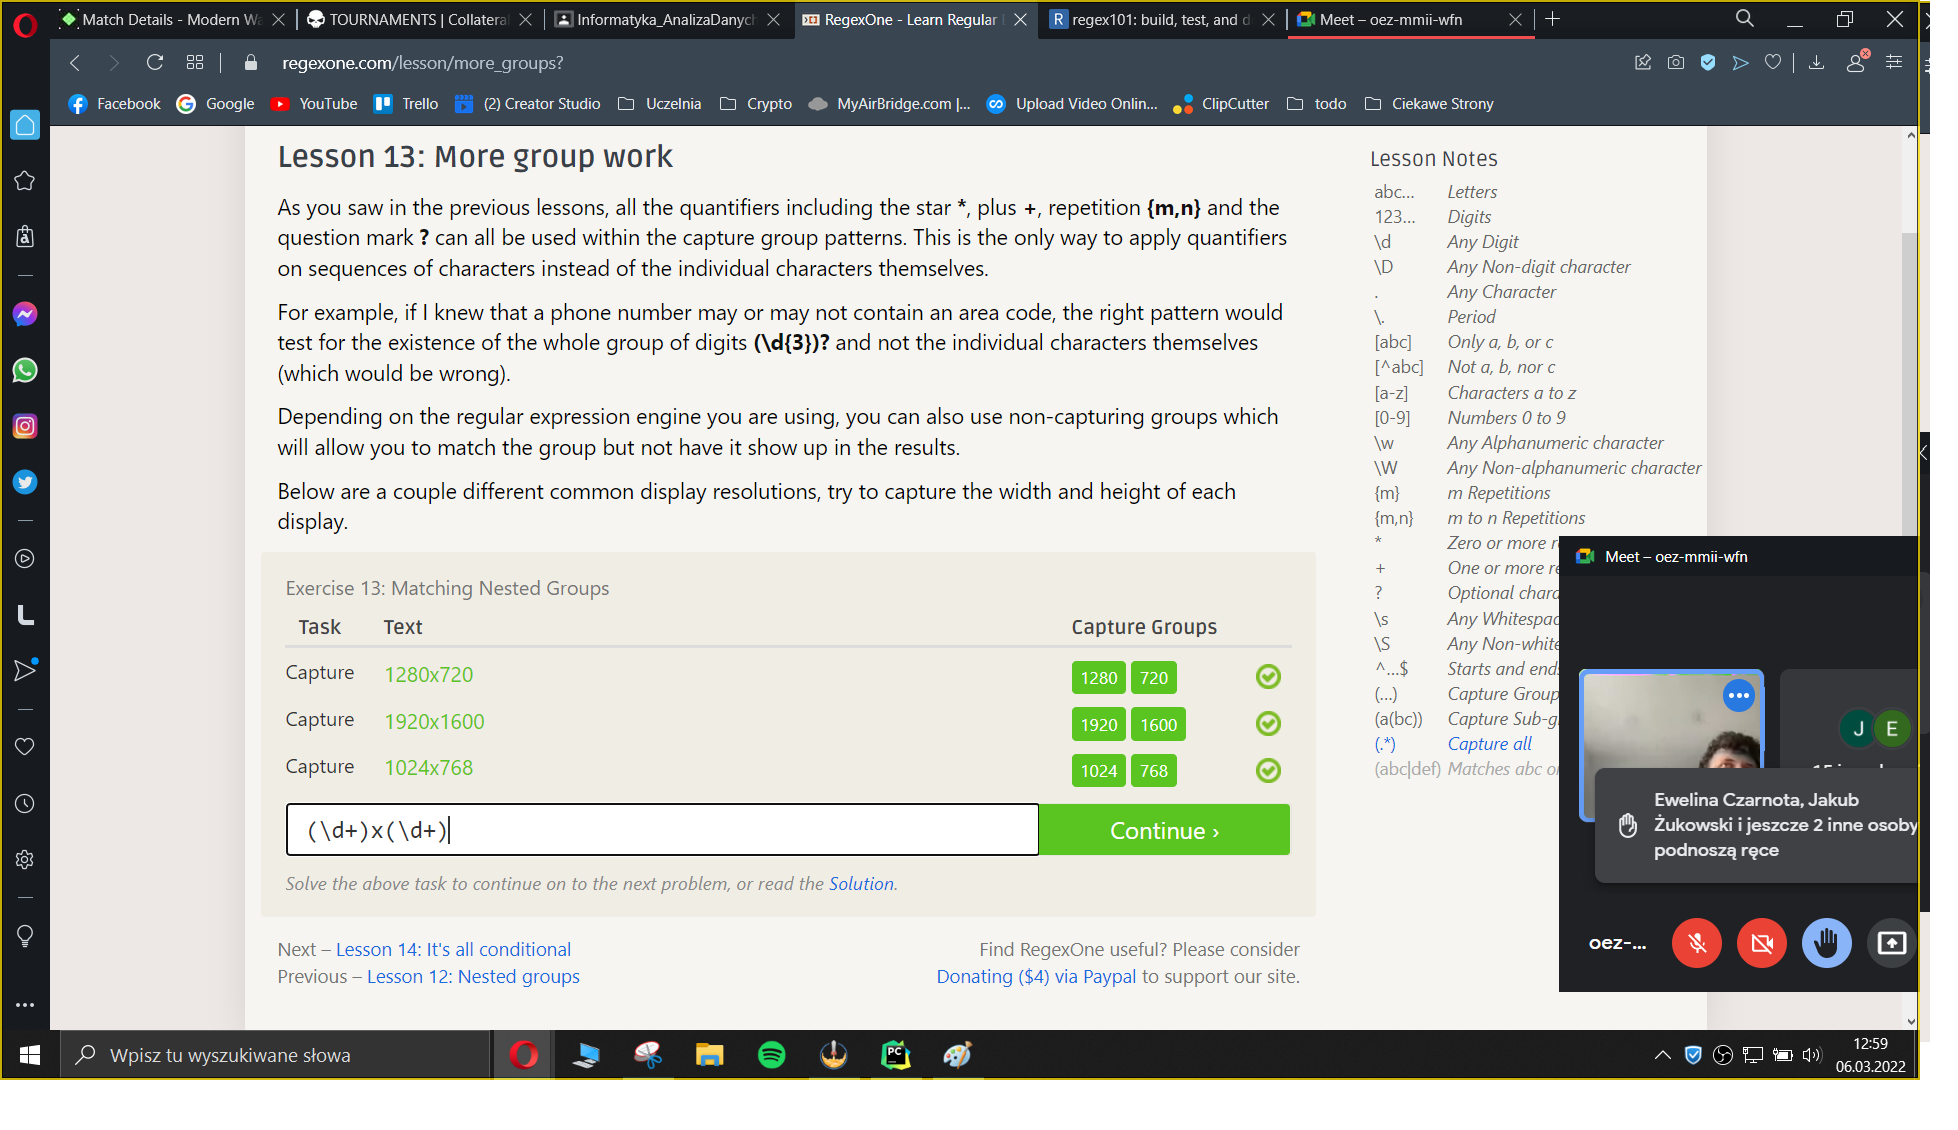 Match Details - Modern Wa
TOURNAMENTS | Collateral
Informatyka_AnalizaDanych
RegexOne - Learn Regular
regex101: build, test, and d
Meet – oez-mmii-wfn
regexone.com/lesson/more_groups?
Facebook
Google
YouTube
Trello
(2) Creator Studio
Uczelnia
Crypto
MyAirBridge.com |...
Upload Video Onlin...
ClipCutter
todo
Ciekawe Strony
Lesson 13: More group work
As you saw in the previous lessons, all the quantifiers including the star *, plus +, repetition {m,n} and the
question mark ? can all be used within the capture group patterns. This is the only way to apply quantifiers
on sequences of characters instead of the individual characters themselves.
For example, if I knew that a phone number may or may not contain an area code, the right pattern would
test for the existence of the whole group of digits (\d{3})? and not the individual characters themselves
(which would be wrong).
Depending on the regular expression engine you are using, you can also use non-capturing groups which
will allow you to match the group but not have it show up in the results.
Below are a couple different common display resolutions, try to capture the width and height of each
display.
Exercise 13: Matching Nested Groups
Task Text Capture Groups
Capture 1280x720 1280 720
Capture 1920x1600 1920 1600
Capture 1024x768 1024 768
(\d+)x(\d+)
Continue ›
Solve the above task to continue on to the next problem, or read the Solution.
Next – Lesson 14: It's all conditional
Previous – Lesson 12: Nested groups
Find RegexOne useful? Please consider
Donating ($4) via Paypal to support our site.
Lesson Notes
abc... Letters
123... Digits
\d Any Digit
\D Any Non-digit character
. Any Character
\. Period
[abc] Only a, b, or c
[^abc] Not a, b, nor c
[a-z] Characters a to z
[0-9] Numbers 0 to 9
\w Any Alphanumeric character
\W Any Non-alphanumeric character
{m} m Repetitions
{m,n} m to n Repetitions
* Zero or more r
+ One or more re
? Optional chara
\s Any Whitespac
\S Any Non-white
^...$ Starts and ends
(...) Capture Group
(a(bc)) Capture Sub-g
(.*) Capture all
(abc|def) Matches abc o
Meet – oez-mmii-wfn
J E
Ewelina Czarnota, Jakub
Żukowski i jeszcze 2 inne osoby
podnoszą ręce
oez-...
Wpisz tu wyszukiwane słowa
12:59
06.03.2022